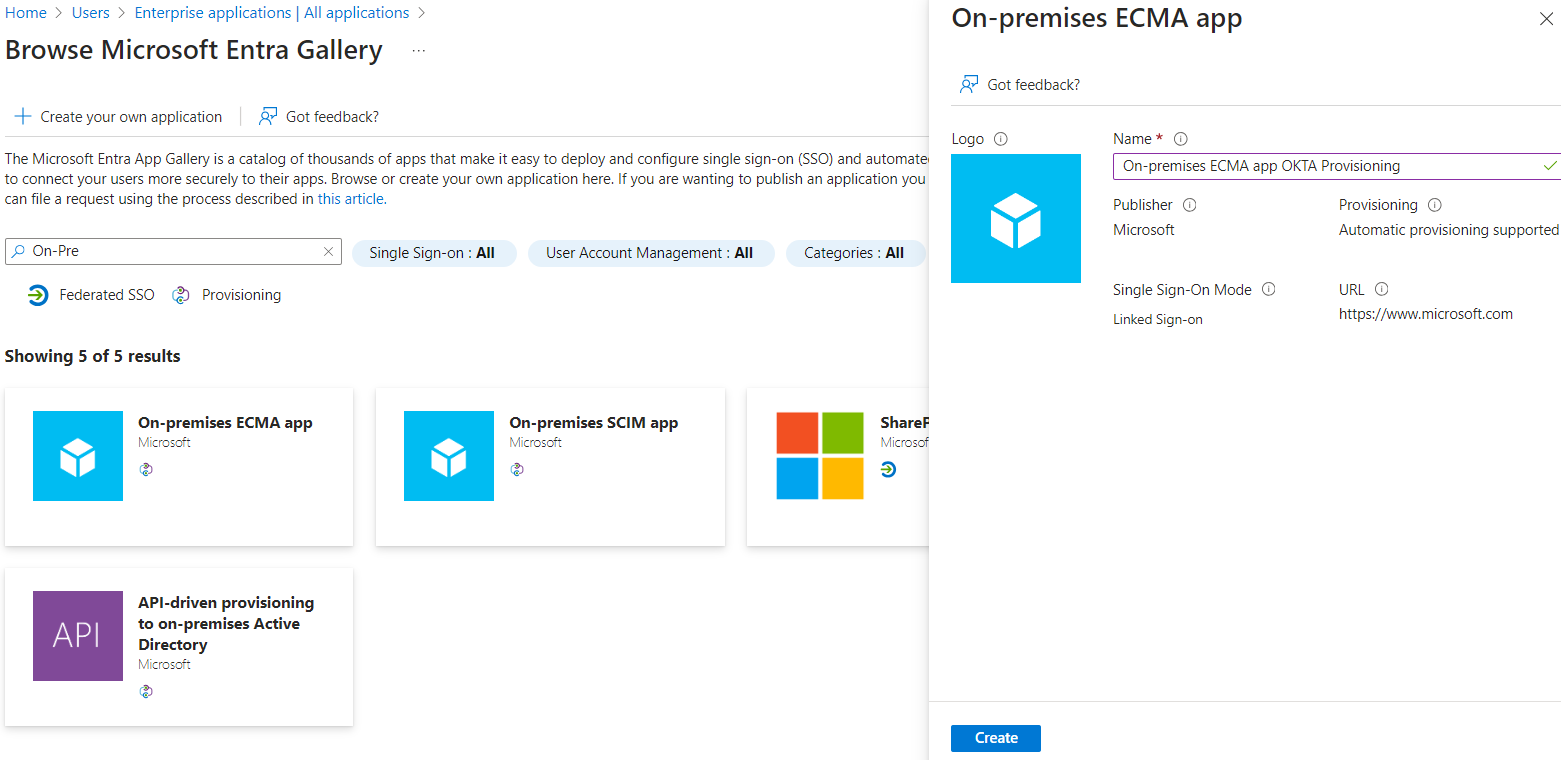 Home > Users > Enterprise applications | All applications >
Browse Microsoft Entra Gallery ...
Create your own application
Got feedback?
The Microsoft Entra App Gallery is a catalog of thousands of apps that make it easy to deploy and configure single sign-on (SSO) and automated
to connect your users more securely to their apps. Browse or create your own application here. If you are wanting to publish an application you
can file a request using the process described in this article.
On-Pre
Single Sign-on : All
User Account Management : All
Categories : All
Federated SSO
Provisioning
Showing 5 of 5 results
On-premises ECMA app
Microsoft
On-premises SCIM app
Microsoft
ShareP
Microsof
API
API-driven provisioning
to on-premises Active
Directory
Microsoft
On-premises ECMA app
Got feedback?
Logo
Name *
On-premises ECMA app OKTA Provisioning
Publisher
Microsoft
Provisioning
Automatic provisioning supported
Single Sign-On Mode
Linked Sign-on
URL
https://www.microsoft.com
Create